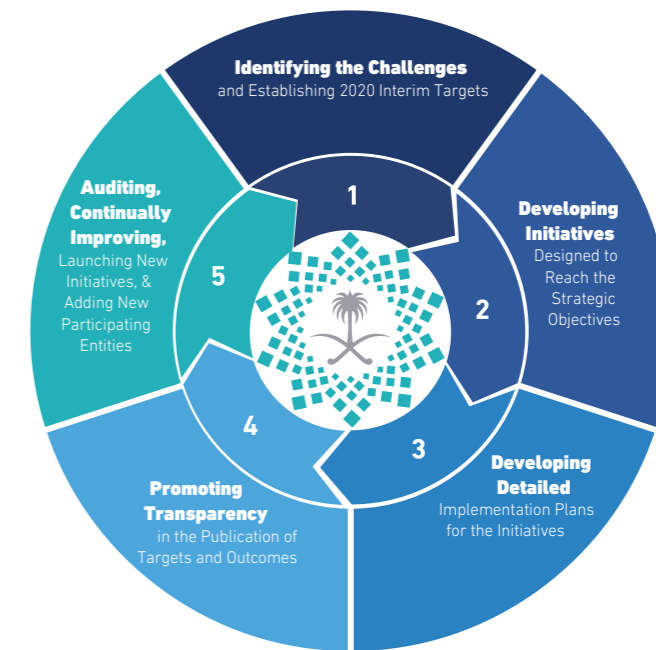 Identifying the Challenges
and Establishing 2020 Interim Targets
1
Developing
Initiatives
Designed to
Reach the
Strategic
Objectives
2
Developing
Detailed
Implementation Plans
for the Initiatives
3
Promoting
Transparency
in the Publication of
Targets and Outcomes
4
Auditing,
Continually
Improving,
Launching New
Initiatives, &
Adding New
Participating
Entities
5